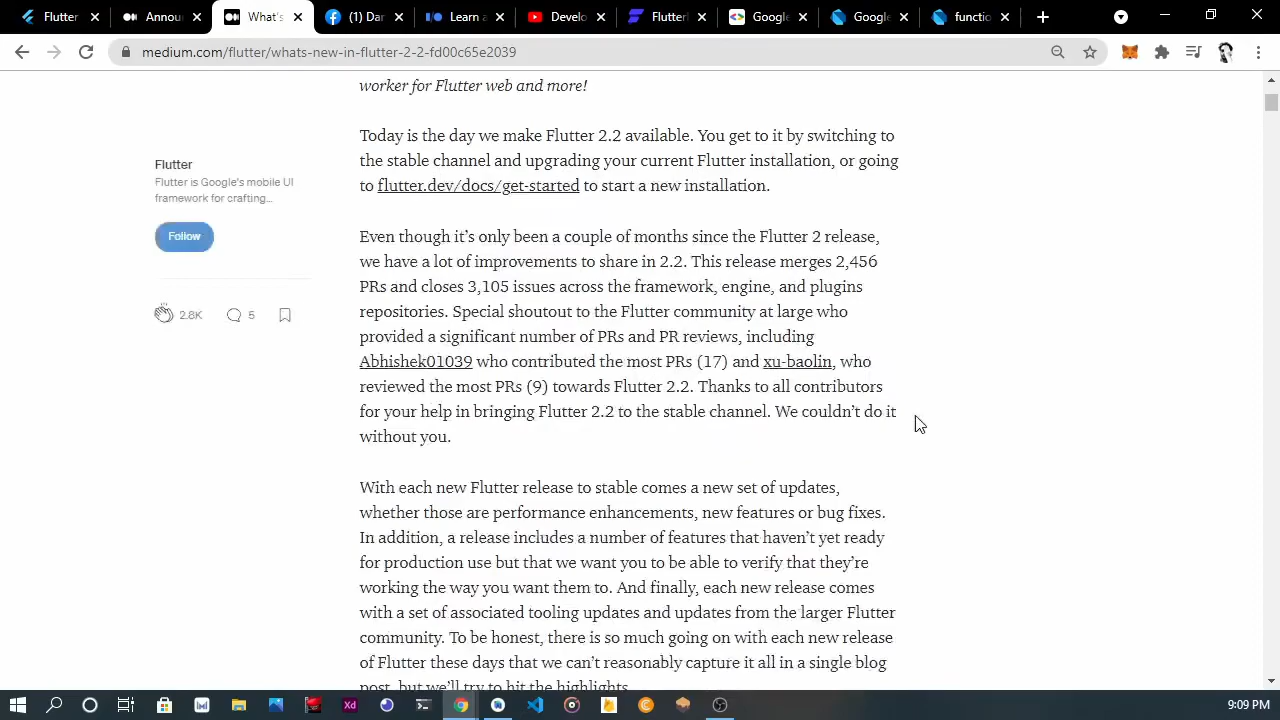 Flutter
Annou
What's
(1) Dar
Learn a
Develo
Flutterl
Google
Google
functio
medium.com/flutter/whats-new-in-flutter-2-2-fd00c65e2039
worker for Flutter web and more!
Today is the day we make Flutter 2.2 available. You get to it by switching to
the stable channel and upgrading your current Flutter installation, or going
to flutter.dev/docs/get-started to start a new installation.
Flutter
Flutter is Google's mobile UI
framework for crafting...
Follow
2.8K
5
Even though it’s only been a couple of months since the Flutter 2 release,
we have a lot of improvements to share in 2.2. This release merges 2,456
PRs and closes 3,105 issues across the framework, engine, and plugins
repositories. Special shoutout to the Flutter community at large who
provided a significant number of PRs and PR reviews, including
Abhishek01039 who contributed the most PRs (17) and xu-baolin, who
reviewed the most PRs (9) towards Flutter 2.2. Thanks to all contributors
for your help in bringing Flutter 2.2 to the stable channel. We couldn’t do it
without you.
With each new Flutter release to stable comes a new set of updates,
whether those are performance enhancements, new features or bug fixes.
In addition, a release includes a number of features that haven’t yet ready
for production use but that we want you to be able to verify that they’re
working the way you want them to. And finally, each new release comes
with a set of associated tooling updates and updates from the larger Flutter
community. To be honest, there is so much going on with each new release
of Flutter these days that we can’t reasonably capture it all in a single blog
post, but we’ll try to hit the highlights.
Xd
9:09 PM